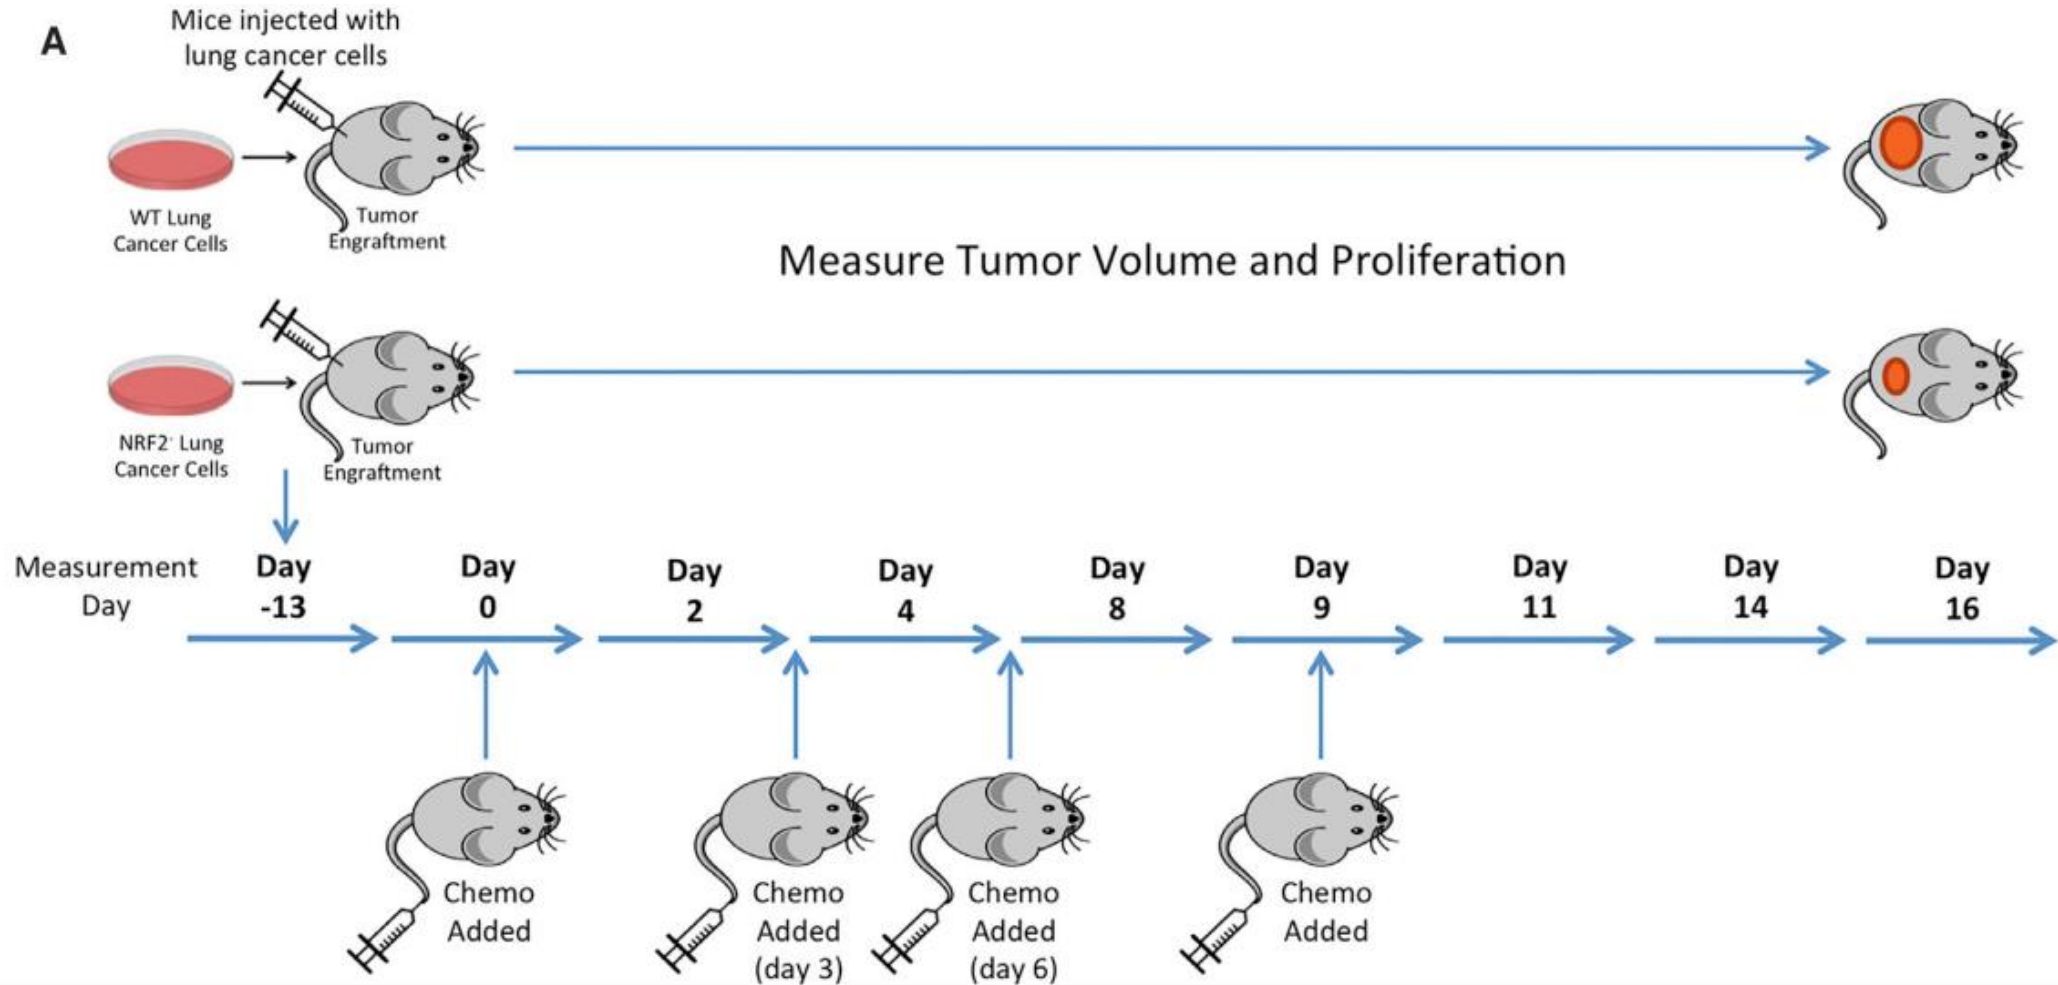 A
Mice injected with
lung cancer cells
WT Lung
Cancer Cells
Tumor
Engraftment
Measure Tumor Volume and Proliferation
NRF2- Lung
Cancer Cells
Tumor
Engraftment
Measurement
Day
Day
-13
Day
0
Day
2
Day
4
Day
8
Day
9
Day
11
Day
14
Day
16
Chemo
Added
Chemo
Added
(day 3)
Chemo
Added
(day 6)
Chemo
Added